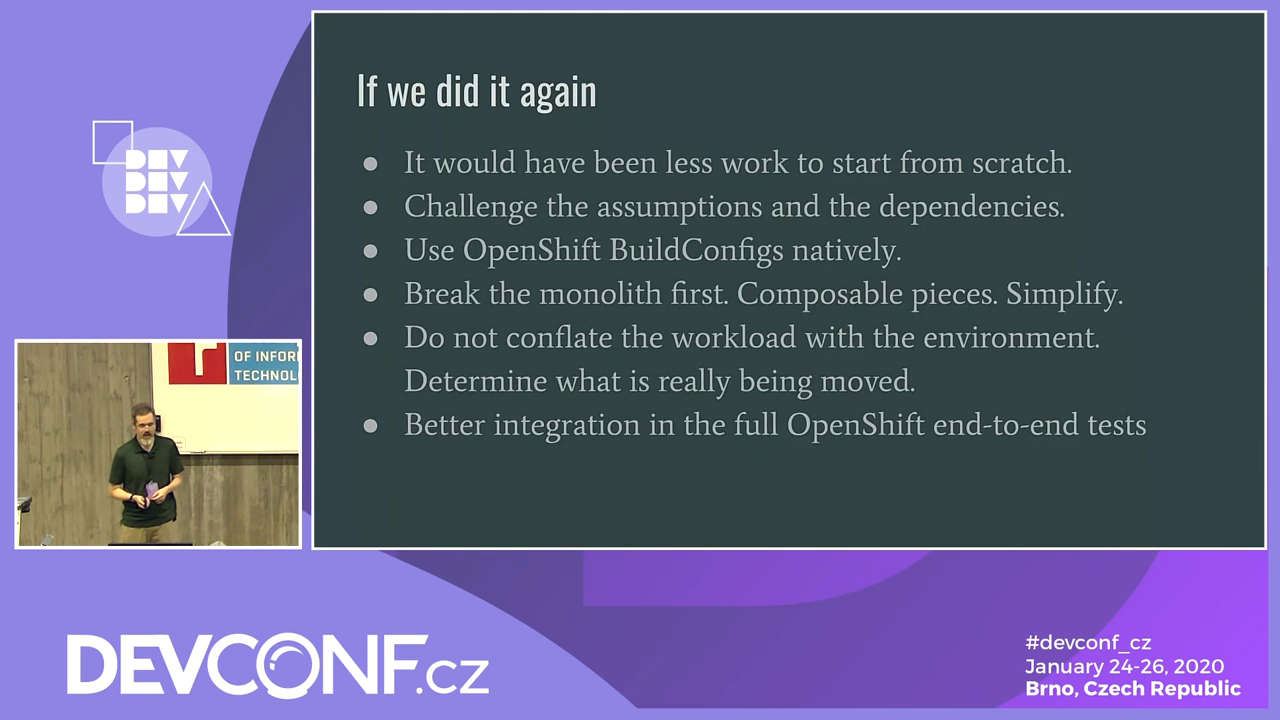 If we did it again
● It would have been less work to start from scratch.
● Challenge the assumptions and the dependencies.
● Use OpenShift BuildConfigs natively.
● Break the monolith first. Composable pieces. Simplify.
● Do not conflate the workload with the environment.
Determine what is really being moved.
● Better integration in the full OpenShift end-to-end tests
DEV
DEV
DEV
OF INFOR
TECHNOL
DEVCONF.cz
#devconf_cz
January 24-26, 2020
Brno, Czech Republic